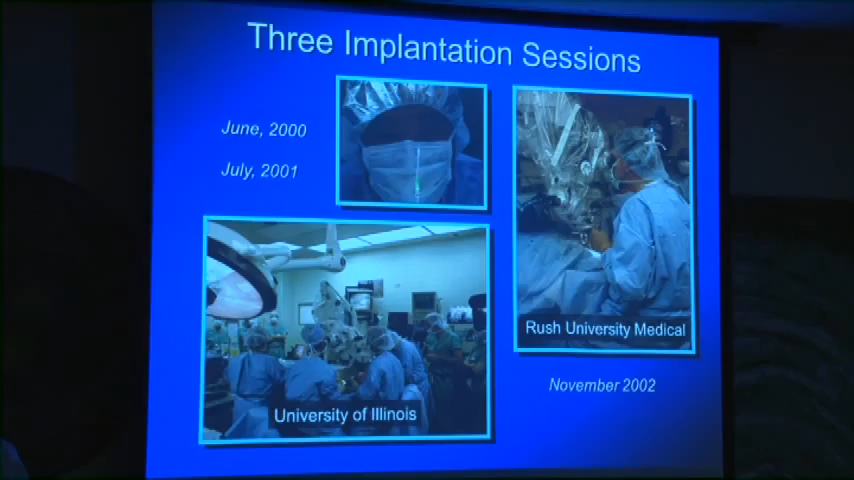 Three Implantation Sessions
June, 2000
July, 2001
Rush University Medical
November 2002
University of Illinois